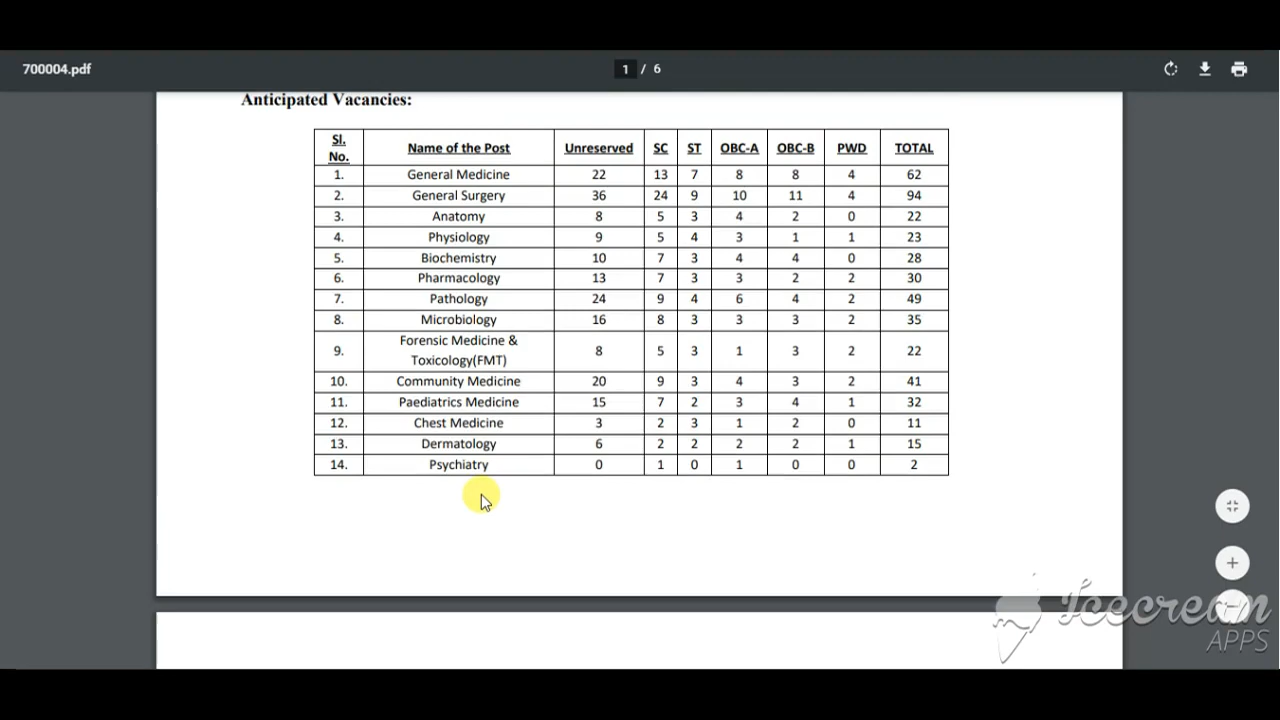 700004.pdf
1 / 6
Anticipated Vacancies:
Sl. No. Name of the Post Unreserved SC ST OBC-A OBC-B PWD TOTAL
1. General Medicine 22 13 7 8 8 4 62
2. General Surgery 36 24 9 10 11 4 94
3. Anatomy 8 5 3 4 2 0 22
4. Physiology 9 5 4 3 1 1 23
5. Biochemistry 10 7 3 4 4 0 28
6. Pharmacology 13 7 3 3 2 2 30
7. Pathology 24 9 4 6 4 2 49
8. Microbiology 16 8 3 3 3 2 35
9. Forensic Medicine & Toxicology(FMT) 8 5 3 1 3 2 22
10. Community Medicine 20 9 3 4 3 2 41
11. Paediatrics Medicine 15 7 2 3 4 1 32
12. Chest Medicine 3 2 3 1 2 0 11
13. Dermatology 6 2 2 2 2 1 15
14. Psychiatry 0 1 0 1 0 0 2
Icecream
APPS